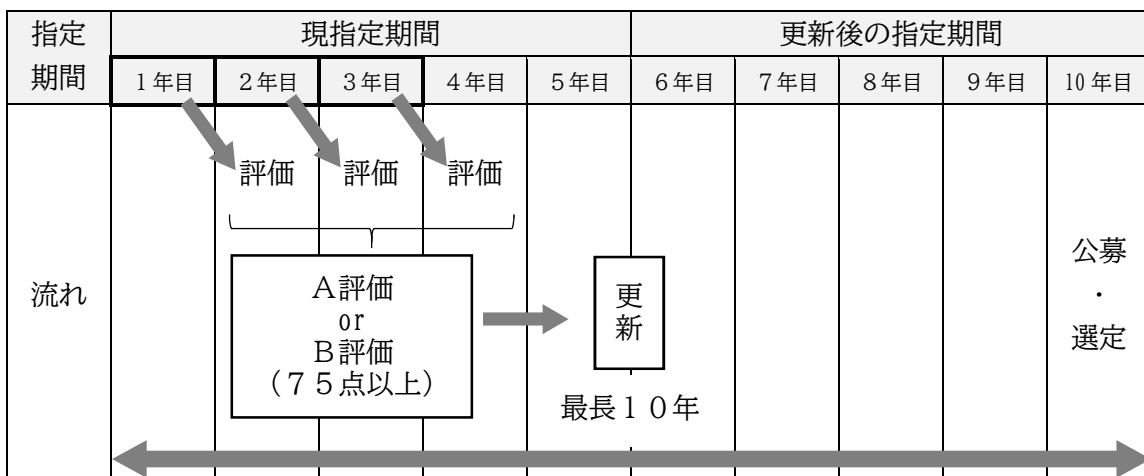 指定
期間
現指定期間
更新後の指定期間
1年目
2年目
3年目
4年目
5年目
6年目
7年目
8年目
9年目
10年目
流れ
評価
評価
評価
A評価
or
B評価
(75点以上)
更
新
最長10年
公募
・
選定